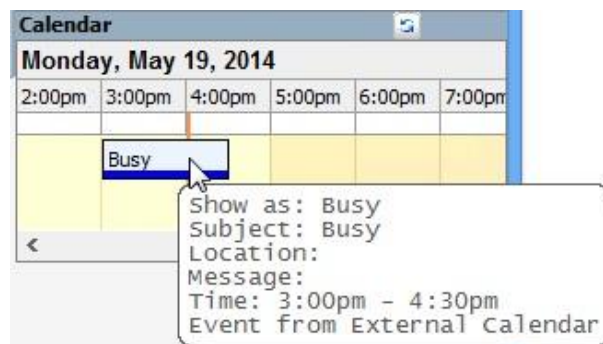 Calendar
Monday, May 19, 2014
2:00pm 3:00pm 4:00pm 5:00pm 6:00pm 7:00pm
Busy
Show as: Busy
Subject: Busy
Location:
Message:
Time: 3:00pm - 4:30pm
Event from External Calendar